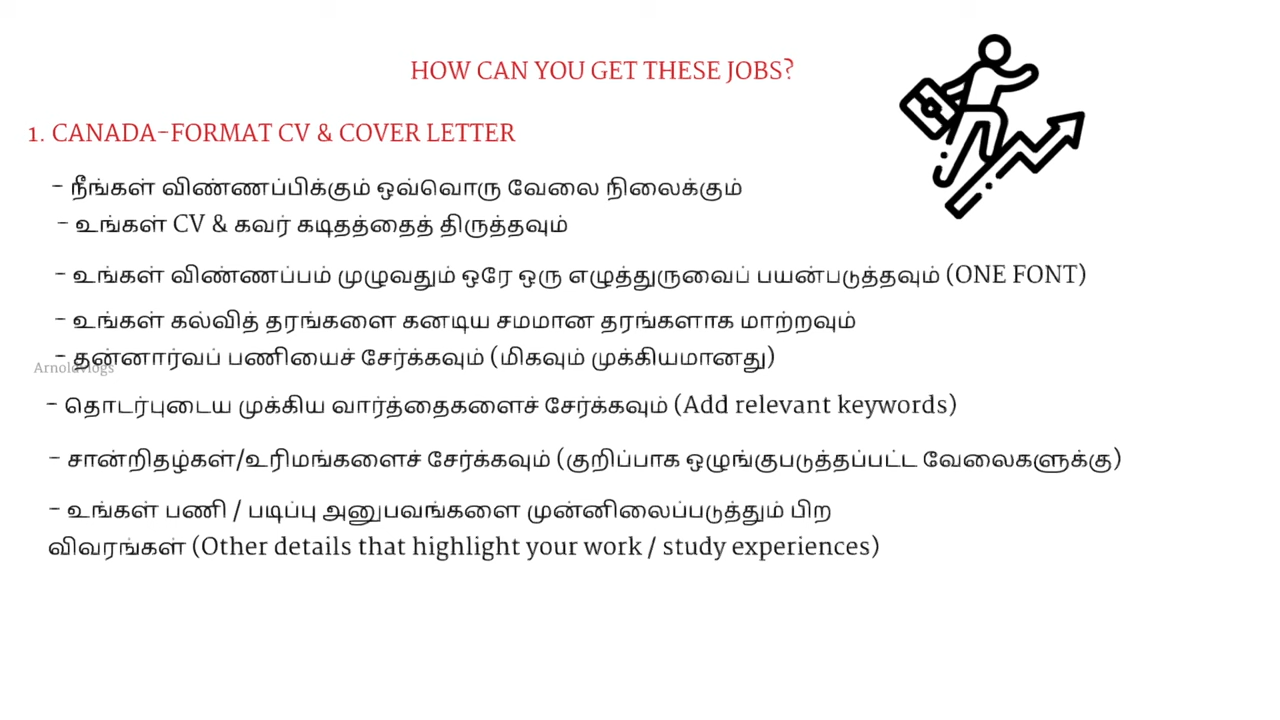 HOW CAN YOU GET THESE JOBS?
1. CANADA-FORMAT CV & COVER LETTER
- நீங்கள் விண்ணப்பிக்கும் ஒவ்வொரு வேலை நிலைக்கும்
- உங்கள் CV & கவர் கடிதத்தைத் திருத்தவும்
- உங்கள் விண்ணப்பம் முழுவதும் ஒரே ஒரு எழுத்துருவைப் பயன்படுத்தவும் (ONE FONT)
- உங்கள் கல்வித் தரங்களை கனடிய சமமான தரங்களாக மாற்றவும்
- தன்னார்வப் பணியைச் சேர்க்கவும் (மிகவும் முக்கியமானது)
Arnoldvlogs
- தொடர்புடைய முக்கிய வார்த்தைகளைச் சேர்க்கவும் (Add relevant keywords)
- சான்றிதழ்கள்/உரிமங்களைச் சேர்க்கவும் (குறிப்பாக ஒழுங்குபடுத்தப்பட்ட வேலைகளுக்கு)
- உங்கள் பணி / படிப்பு அனுபவங்களை முன்னிலைப்படுத்தும் பிற
விவரங்கள் (Other details that highlight your work / study experiences)